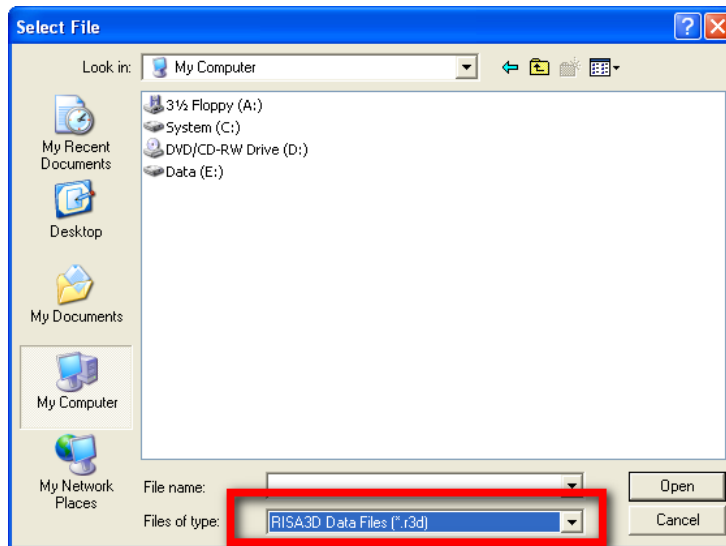 Select File
Look in:
My Computer
3½ Floppy (A:)
System (C:)
DVD/CD-RW Drive (D:)
Data (E:)
My Recent
Documents
Desktop
My Documents
My Computer
My Network
Places
File name:
Open
Files of type:
RISA3D Data Files (*.r3d)
Cancel